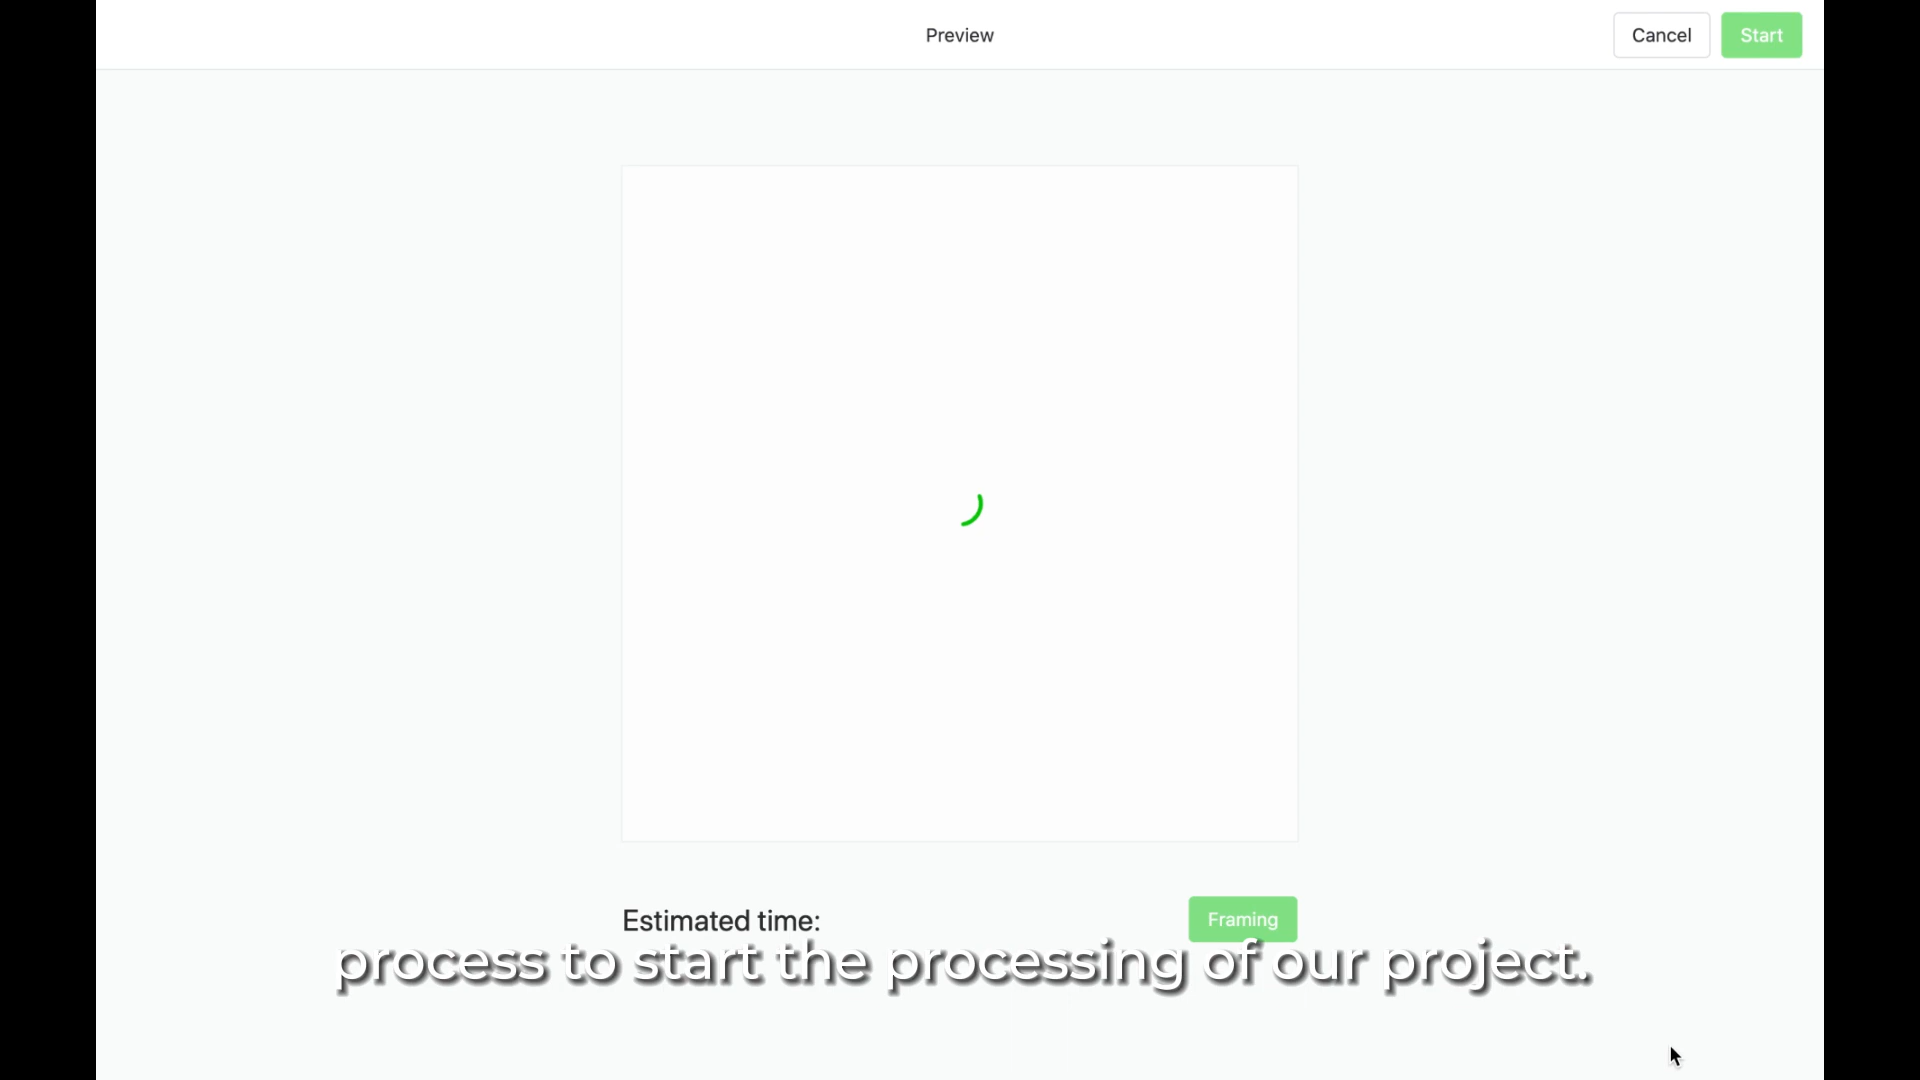 Preview
Cancel
Start
Estimated time:
Framing
process to start the processing of our project.